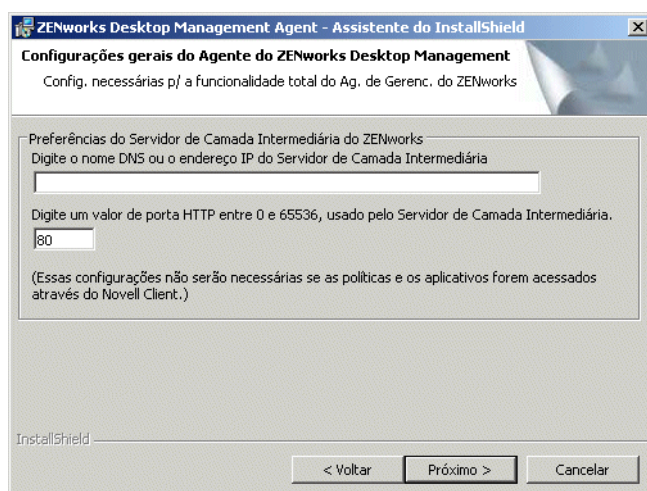 ZENworks Desktop Management Agent - Assistente do InstallShield
Configurações gerais do Agente do ZENworks Desktop Management
Config. necessárias p/ a funcionalidade total do Ag. de Gerenc. do ZENworks
Preferências do Servidor de Camada Intermediária do ZENworks
Digite o nome DNS ou o endereço IP do Servidor de Camada Intermediária
Digite um valor de porta HTTP entre 0 e 65536, usado pelo Servidor de Camada Intermediária.
80
(Essas configurações não serão necessárias se as políticas e os aplicativos forem acessados
através do Novell Client.)
InstallShield
< Voltar
Próximo >
Cancelar